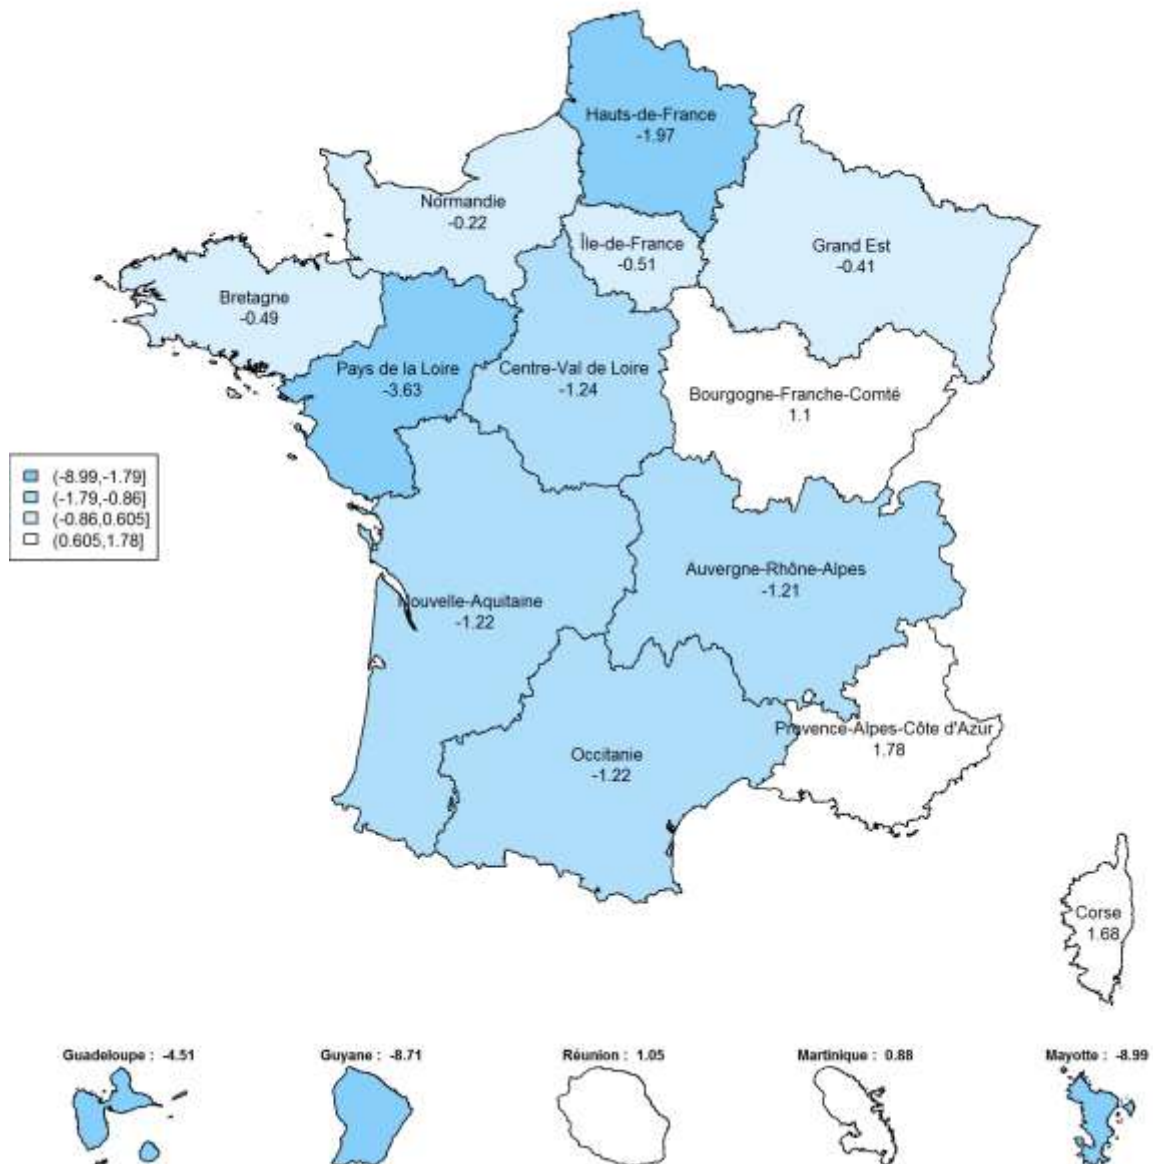 Hauts-de-France
-1.97
Normandie
-0.22
Île-de-France
-0.51
Grand Est
-0.41
Bretagne
-0.49
Pays de la Loire
-3.63
Centre-Val de Loire
-1.24
Bourgogne-Franche-Comté
1.1
(-8.99,-1.79]
(-1.79,-0.86]
(-0.86,0.605]
(0.605,1.78]
Auvergne-Rhône-Alpes
-1.21
Nouvelle-Aquitaine
-1.22
Provence-Alpes-Côte d'Azur
1.78
Occitanie
-1.22
Corse
1.68
Guadeloupe : -4.51
Guyane : -8.71
Réunion : 1.05
Martinique : 0.88
Mayotte : -8.99